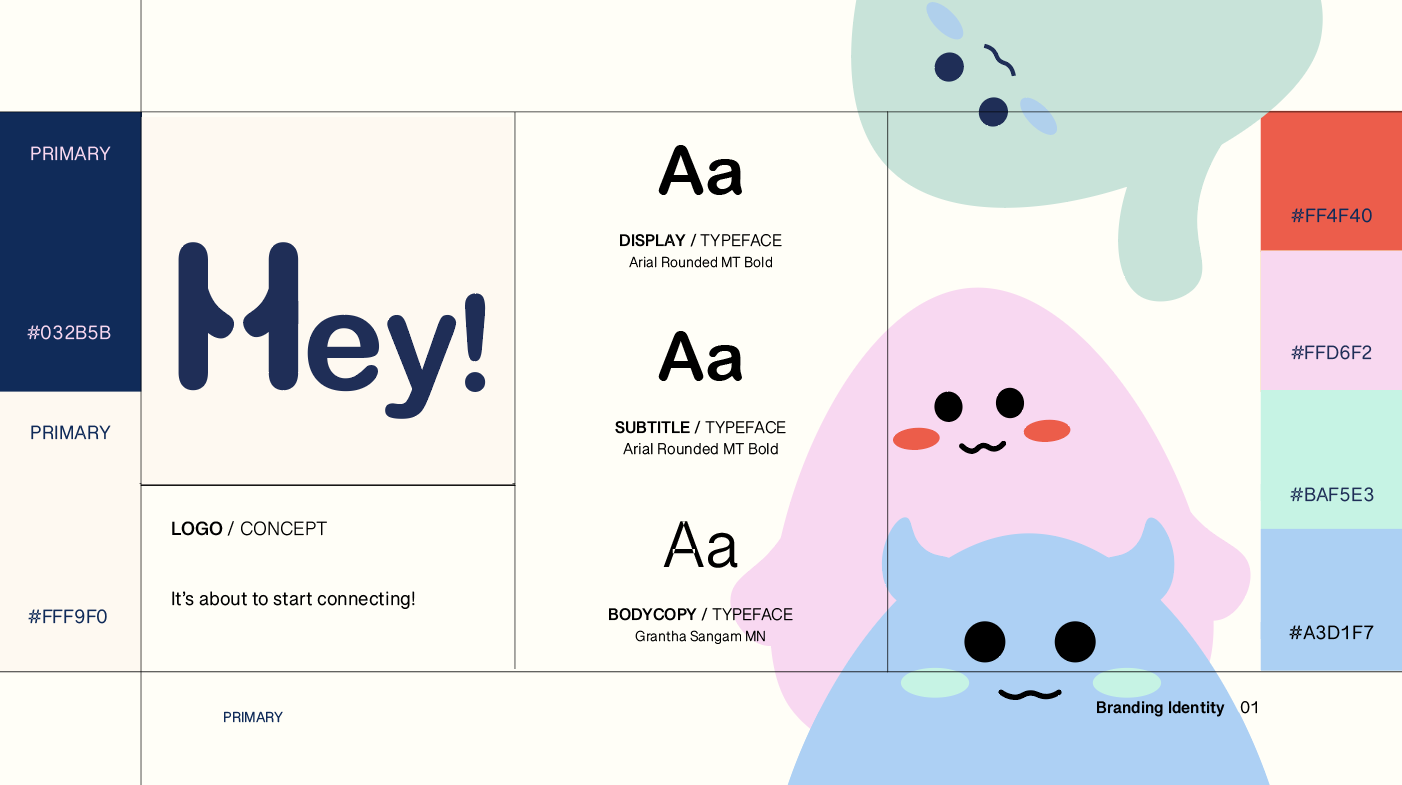 PRIMARY
#032B5B
PRIMARY
#FFF9F0
Hey!
LOGO / CONCEPT
It's about to start connecting!
Aa
DISPLAY / TYPEFACE
Arial Rounded MT Bold
Aa
SUBTITLE / TYPEFACE
Arial Rounded MT Bold
Aa
BODYCOPY / TYPEFACE
Grantha Sangam MN
#FF4F40
#FFD6F2
#BAF5E3
#A3D1F7
PRIMARY
Branding Identity 01